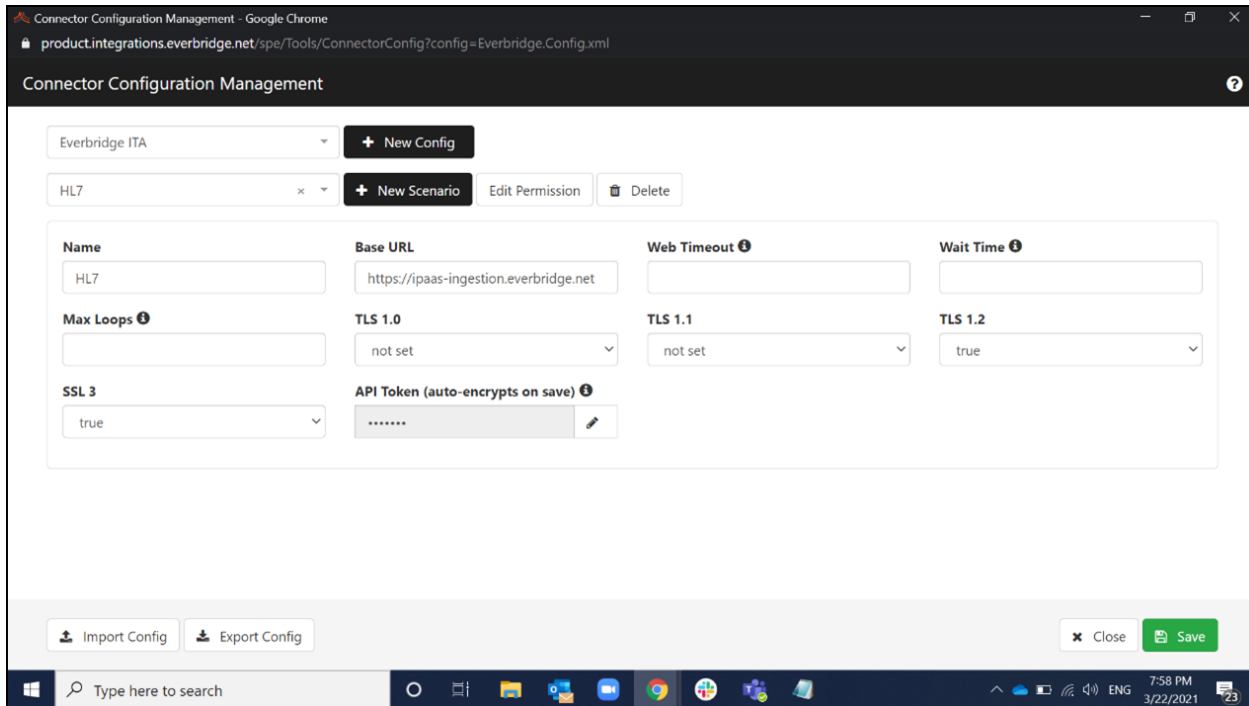 Connector Configuration Management - Google Chrome
product.integrations.everbridge.net/spe/Tools/ConnectorConfig?config=Everbridge.Config.xml
Connector Configuration Management
Everbridge ITA
New Config
HL7
New Scenario
Edit Permission
Delete
Name
Base URL
Web Timeout
Wait Time
HL7
https://ipaas-ingestion.everbridge.net
Max Loops
TLS 1.0
TLS 1.1
TLS 1.2
not set
not set
true
SSL 3
API Token (auto-encrypts on save)
true
•••••••
Import Config
Export Config
Close
Save
Type here to search
ENG
7:58 PM
3/22/2021
23